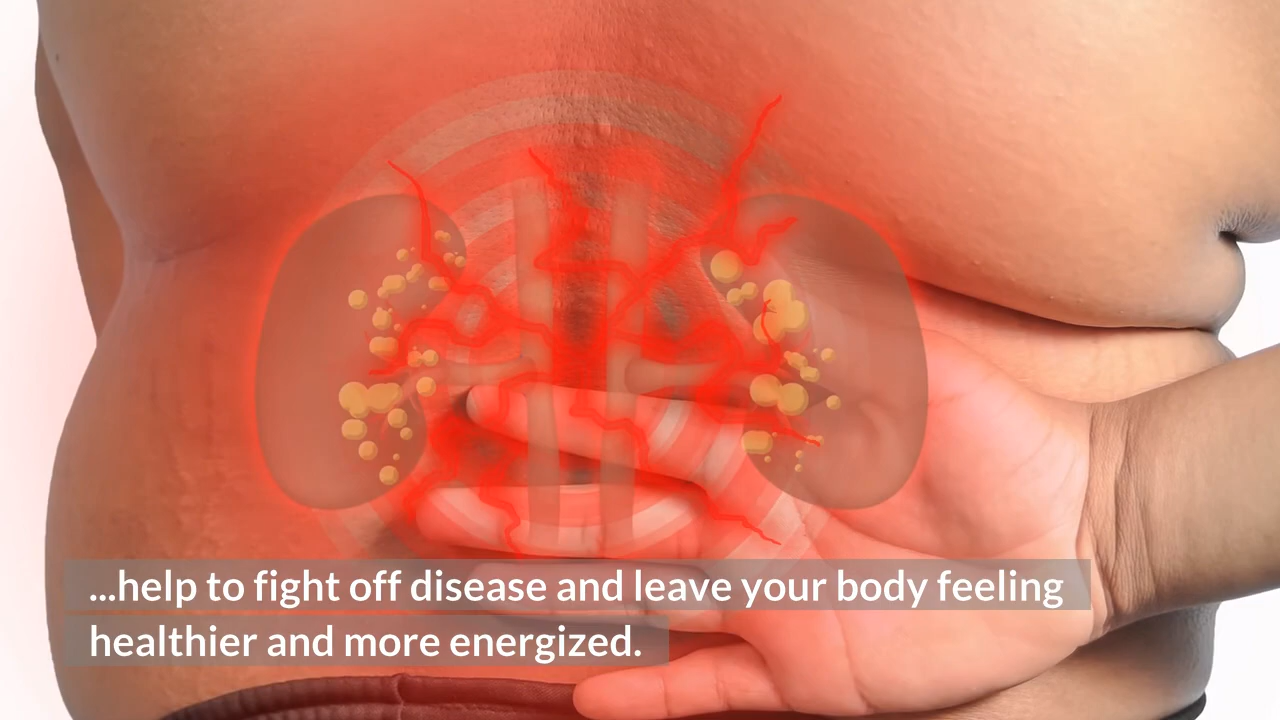 ...help to fight off disease and leave your body feeling
healthier and more energized.